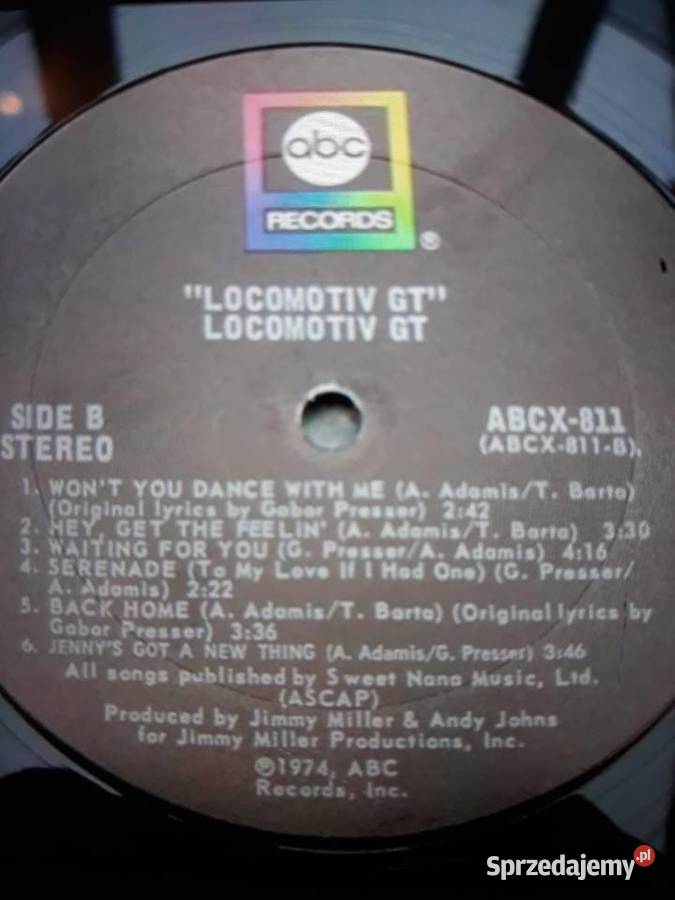 abc
RECORDS
®
"LOCOMOTIV GT"
LOCOMOTIV GT
SIDE B
STEREO
ABCX-811
(ABCX-811-B)
1. WON'T YOU DANCE WITH ME (A. Adamis/T. Barta)
(Original lyrics by Gabor Presser) 2:42
2. HEY, GET THE FEELIN' (A. Adamis/T. Barta) 3:30
3. WAITING FOR YOU (G. Presser/A. Adamis) 4:16
4. SERENADE (To My Love If I Had One) (G. Presser/
A. Adamis) 2:22
5. BACK HOME (A. Adamis/T. Barta) (Original lyrics by
Gabor Presser) 3:36
6. JENNY'S GOT A NEW THING (A. Adamis/G. Presser) 3:46
All songs published by Sweet Nana Music, Ltd.
(ASCAP)
Produced by Jimmy Miller & Andy Johns
for Jimmy Miller Productions, Inc.
℗1974, ABC
Records, Inc.
Sprzedajemy.pl